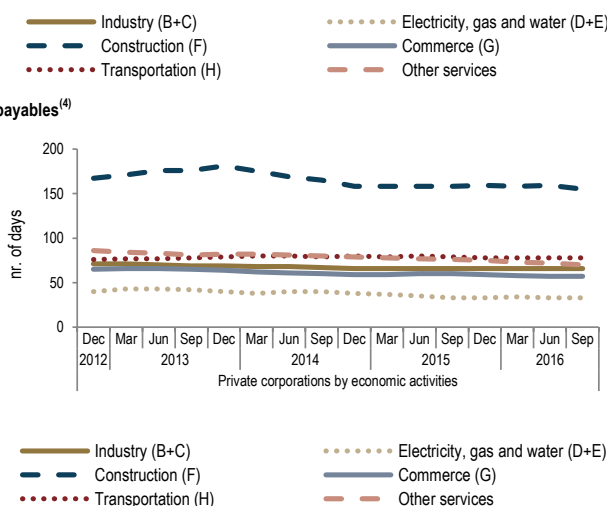 Industry (B+C) Electricity, gas and water (D+E)
Construction (F) Commerce (G)
Transportation (H) Other services
payables(4)
200
150
100
50
0
nr. of days
Dec Mar Jun Sep Dec Mar Jun Sep Dec Mar Jun Sep Dec Mar Jun Sep
2012 2013 2014 2015 2016
Private corporations by economic activities
Industry (B+C) Electricity, gas and water (D+E)
Construction (F) Commerce (G)
Transportation (H) Other services